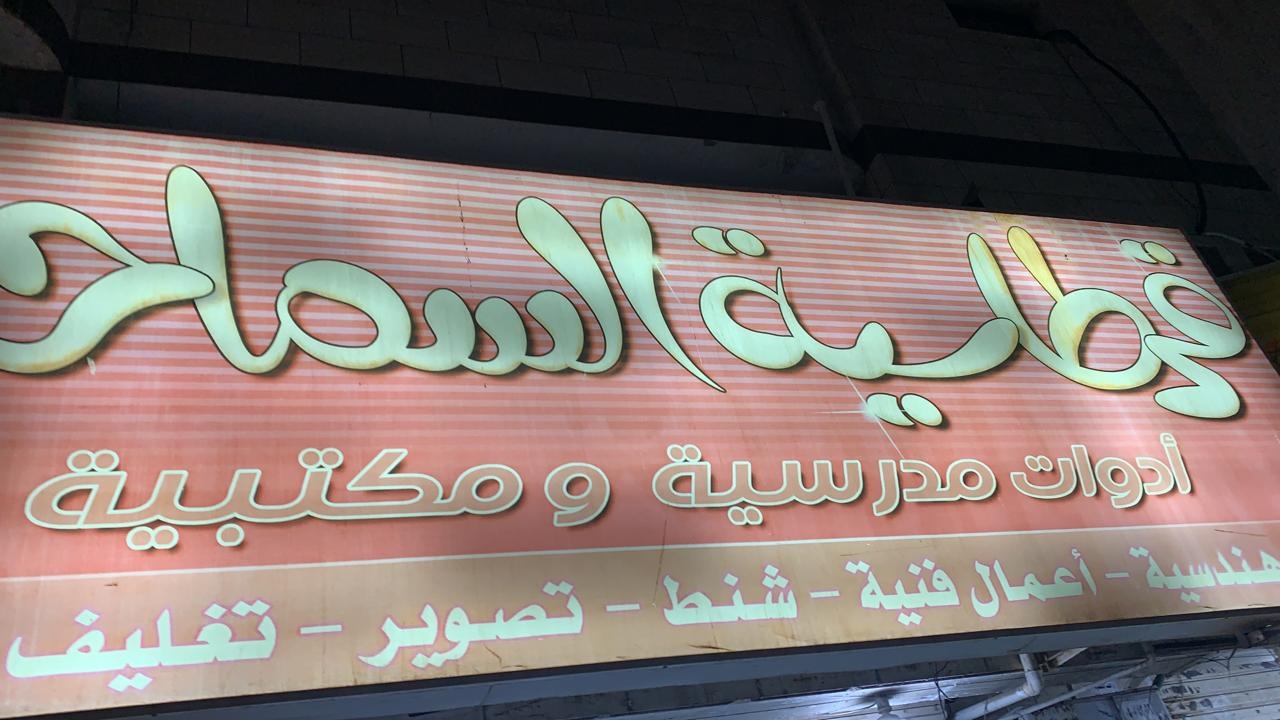 قرطاسية السماح
أدوات مدرسية و مكتبية
هندسية - أعمال فنية - شنط - تصوير - تغليف